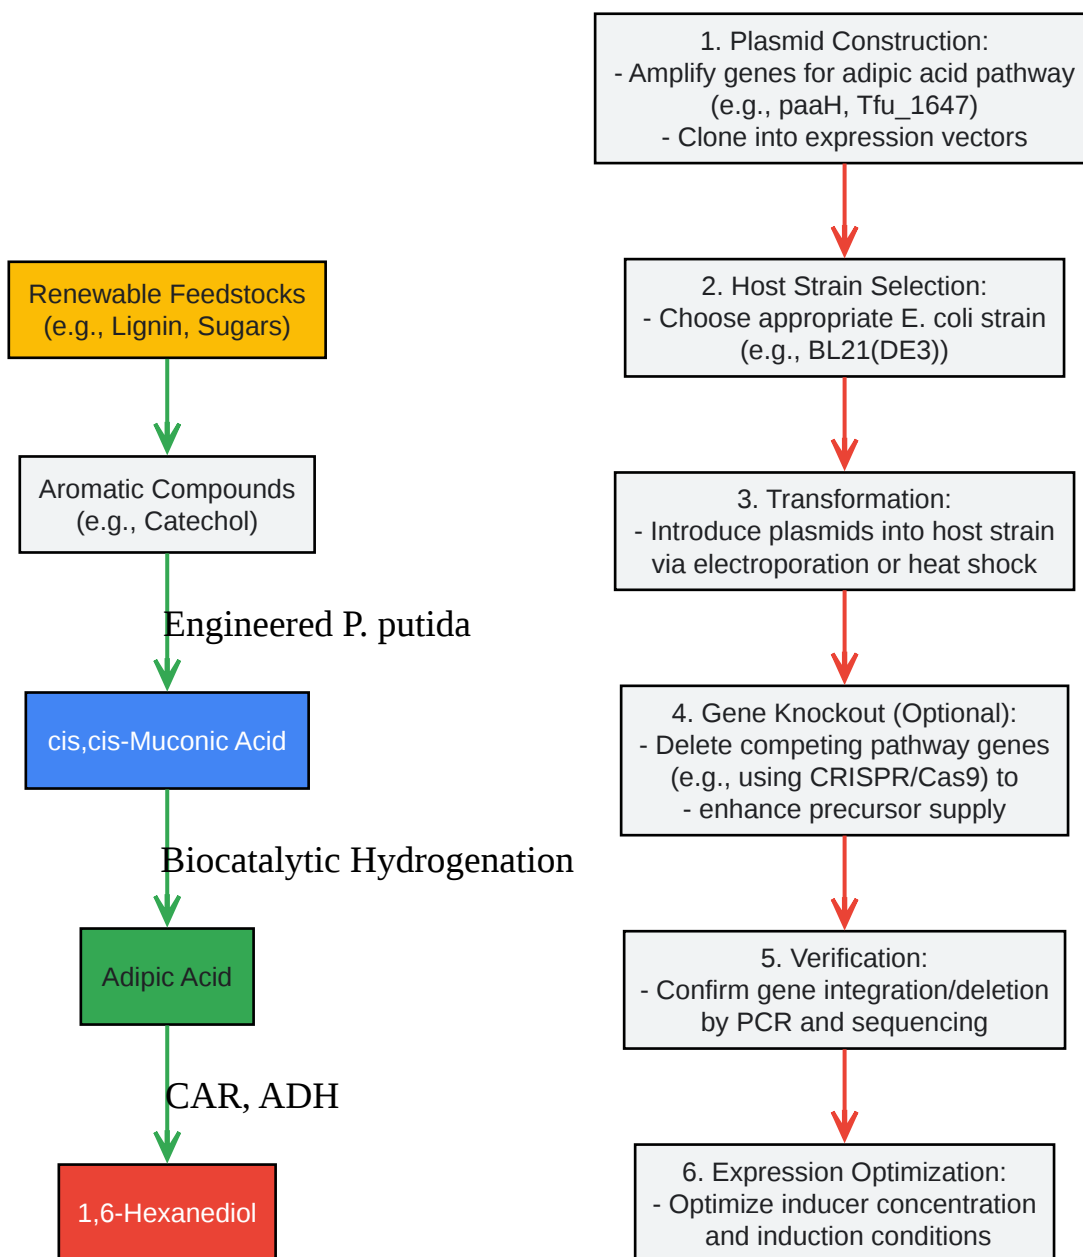 Renewable Feedstocks
(e.g., Lignin, Sugars)
Aromatic Compounds
(e.g., Catechol)
Engineered P. putida
cis,cis-Muconic Acid
Biocatalytic Hydrogenation
Adipic Acid
CAR, ADH
1,6-Hexanediol
1. Plasmid Construction:
- Amplify genes for adipic acid pathway
(e.g., paaH, Tfu_1647)
- Clone into expression vectors
2. Host Strain Selection:
- Choose appropriate E. coli strain
(e.g., BL21(DE3))
3. Transformation:
- Introduce plasmids into host strain
via electroporation or heat shock
4. Gene Knockout (Optional):
- Delete competing pathway genes
(e.g., using CRISPR/Cas9) to
- enhance precursor supply
5. Verification:
- Confirm gene integration/deletion
by PCR and sequencing
6. Expression Optimization:
- Optimize inducer concentration
and induction conditions